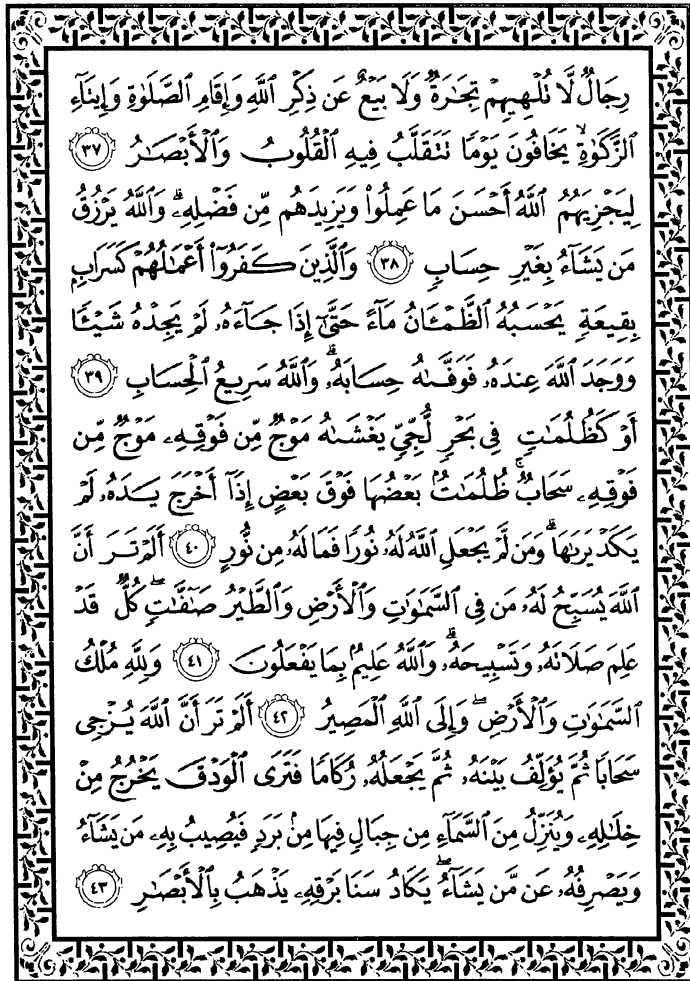 رِجَالٌ لَّا تُلْهِيهِمْ تِجَٰرَةٌ وَلَا بَيْعٌ عَن ذِكْرِ ٱللَّهِ وَإِقَامِ ٱلصَّلَوٰةِ وَإِيتَآءِ
ٱلزَّكَوٰةِ ۙ يَخَافُونَ يَوْمًا تَتَقَلَّبُ فِيهِ ٱلْقُلُوبُ وَٱلْأَبْصَٰرُ ﴿٣٧﴾
لِيَجْزِيَهُمُ ٱللَّهُ أَحْسَنَ مَا عَمِلُوا۟ وَيَزِيدَهُم مِّن فَضْلِهِۦ ۗ وَٱللَّهُ يَرْزُقُ
مَن يَشَآءُ بِغَيْرِ حِسَابٍ ﴿٣٨﴾ وَٱلَّذِينَ كَفَرُوٓا۟ أَعْمَٰلُهُمْ كَسَرَابٍۭ
بِقِيعَةٍ يَحْسَبُهُ ٱلظَّمْـَٔانُ مَآءً حَتَّىٰٓ إِذَا جَآءَهُۥ لَمْ يَجِدْهُ شَيْـًٔا
وَوَجَدَ ٱللَّهَ عِندَهُۥ فَوَفَّىٰهُ حِسَابَهُۥ ۗ وَٱللَّهُ سَرِيعُ ٱلْحِسَابِ ﴿٣٩﴾
أَوْ كَظُلُمَٰتٍ فِى بَحْرٍ لُّجِّىٍّ يَغْشَىٰهُ مَوْجٌ مِّن فَوْقِهِۦ مَوْجٌ مِّن
فَوْقِهِۦ سَحَابٌ ۚ ظُلُمَٰتٌۢ بَعْضُهَا فَوْقَ بَعْضٍ إِذَآ أَخْرَجَ يَدَهُۥ لَمْ
يَكَدْ يَرَىٰهَا ۗ وَمَن لَّمْ يَجْعَلِ ٱللَّهُ لَهُۥ نُورًا فَمَا لَهُۥ مِن نُّورٍ ﴿٤٠﴾ أَلَمْ تَرَ أَنَّ
ٱللَّهَ يُسَبِّحُ لَهُۥ مَن فِى ٱلسَّمَٰوَٰتِ وَٱلْأَرْضِ وَٱلطَّيْرُ صَٰٓفَّٰتٍ ۖ كُلٌّ قَدْ
عَلِمَ صَلَاتَهُۥ وَتَسْبِيحَهُۥ ۗ وَٱللَّهُ عَلِيمٌۢ بِمَا يَفْعَلُونَ ﴿٤١﴾ وَلِلَّهِ مُلْكُ
ٱلسَّمَٰوَٰتِ وَٱلْأَرْضِ ۖ وَإِلَى ٱللَّهِ ٱلْمَصِيرُ ﴿٤٢﴾ أَلَمْ تَرَ أَنَّ ٱللَّهَ يُزْجِى
سَحَابًا ثُمَّ يُؤَلِّفُ بَيْنَهُۥ ثُمَّ يَجْعَلُهُۥ رُكَامًا فَتَرَى ٱلْوَدْقَ يَخْرُجُ مِنْ
خِلَٰلِهِۦ وَيُنَزِّلُ مِنَ ٱلسَّمَآءِ مِن جِبَالٍ فِيهَا مِنۢ بَرَدٍ فَيُصِيبُ بِهِۦ مَن يَشَآءُ
وَيَصْرِفُهُۥ عَن مَّن يَشَآءُ ۖ يَكَادُ سَنَا بَرْقِهِۦ يَذْهَبُ بِٱلْأَبْصَٰرِ ﴿٤٣﴾